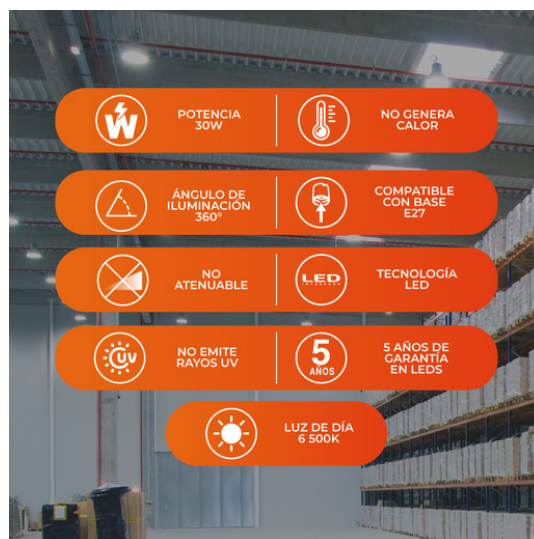 W
POTENCIA
30W
NO GENERA
CALOR
ÁNGULO DE
ILUMINACIÓN
360°
COMPATIBLE
CON BASE
E27
NO
ATENUABLE
LED
TECNOLOGÍA
LED
UV
NO EMITE
RAYOS UV
5
AÑOS
5 AÑOS DE
GARANTÍA
EN LEDS
LUZ DE DÍA
6 500K